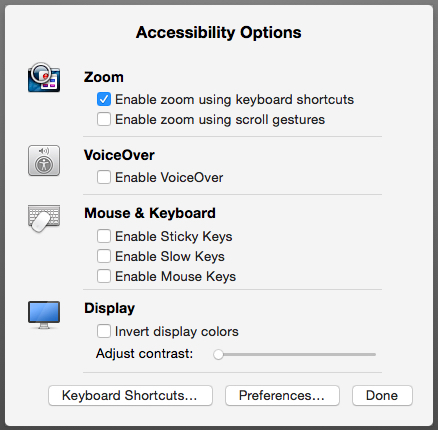 Accessibility Options
Zoom
Enable zoom using keyboard shortcuts
Enable zoom using scroll gestures
VoiceOver
Enable VoiceOver
Mouse & Keyboard
Enable Sticky Keys
Enable Slow Keys
Enable Mouse Keys
Display
Invert display colors
Adjust contrast:
Keyboard Shortcuts... Preferences... Done